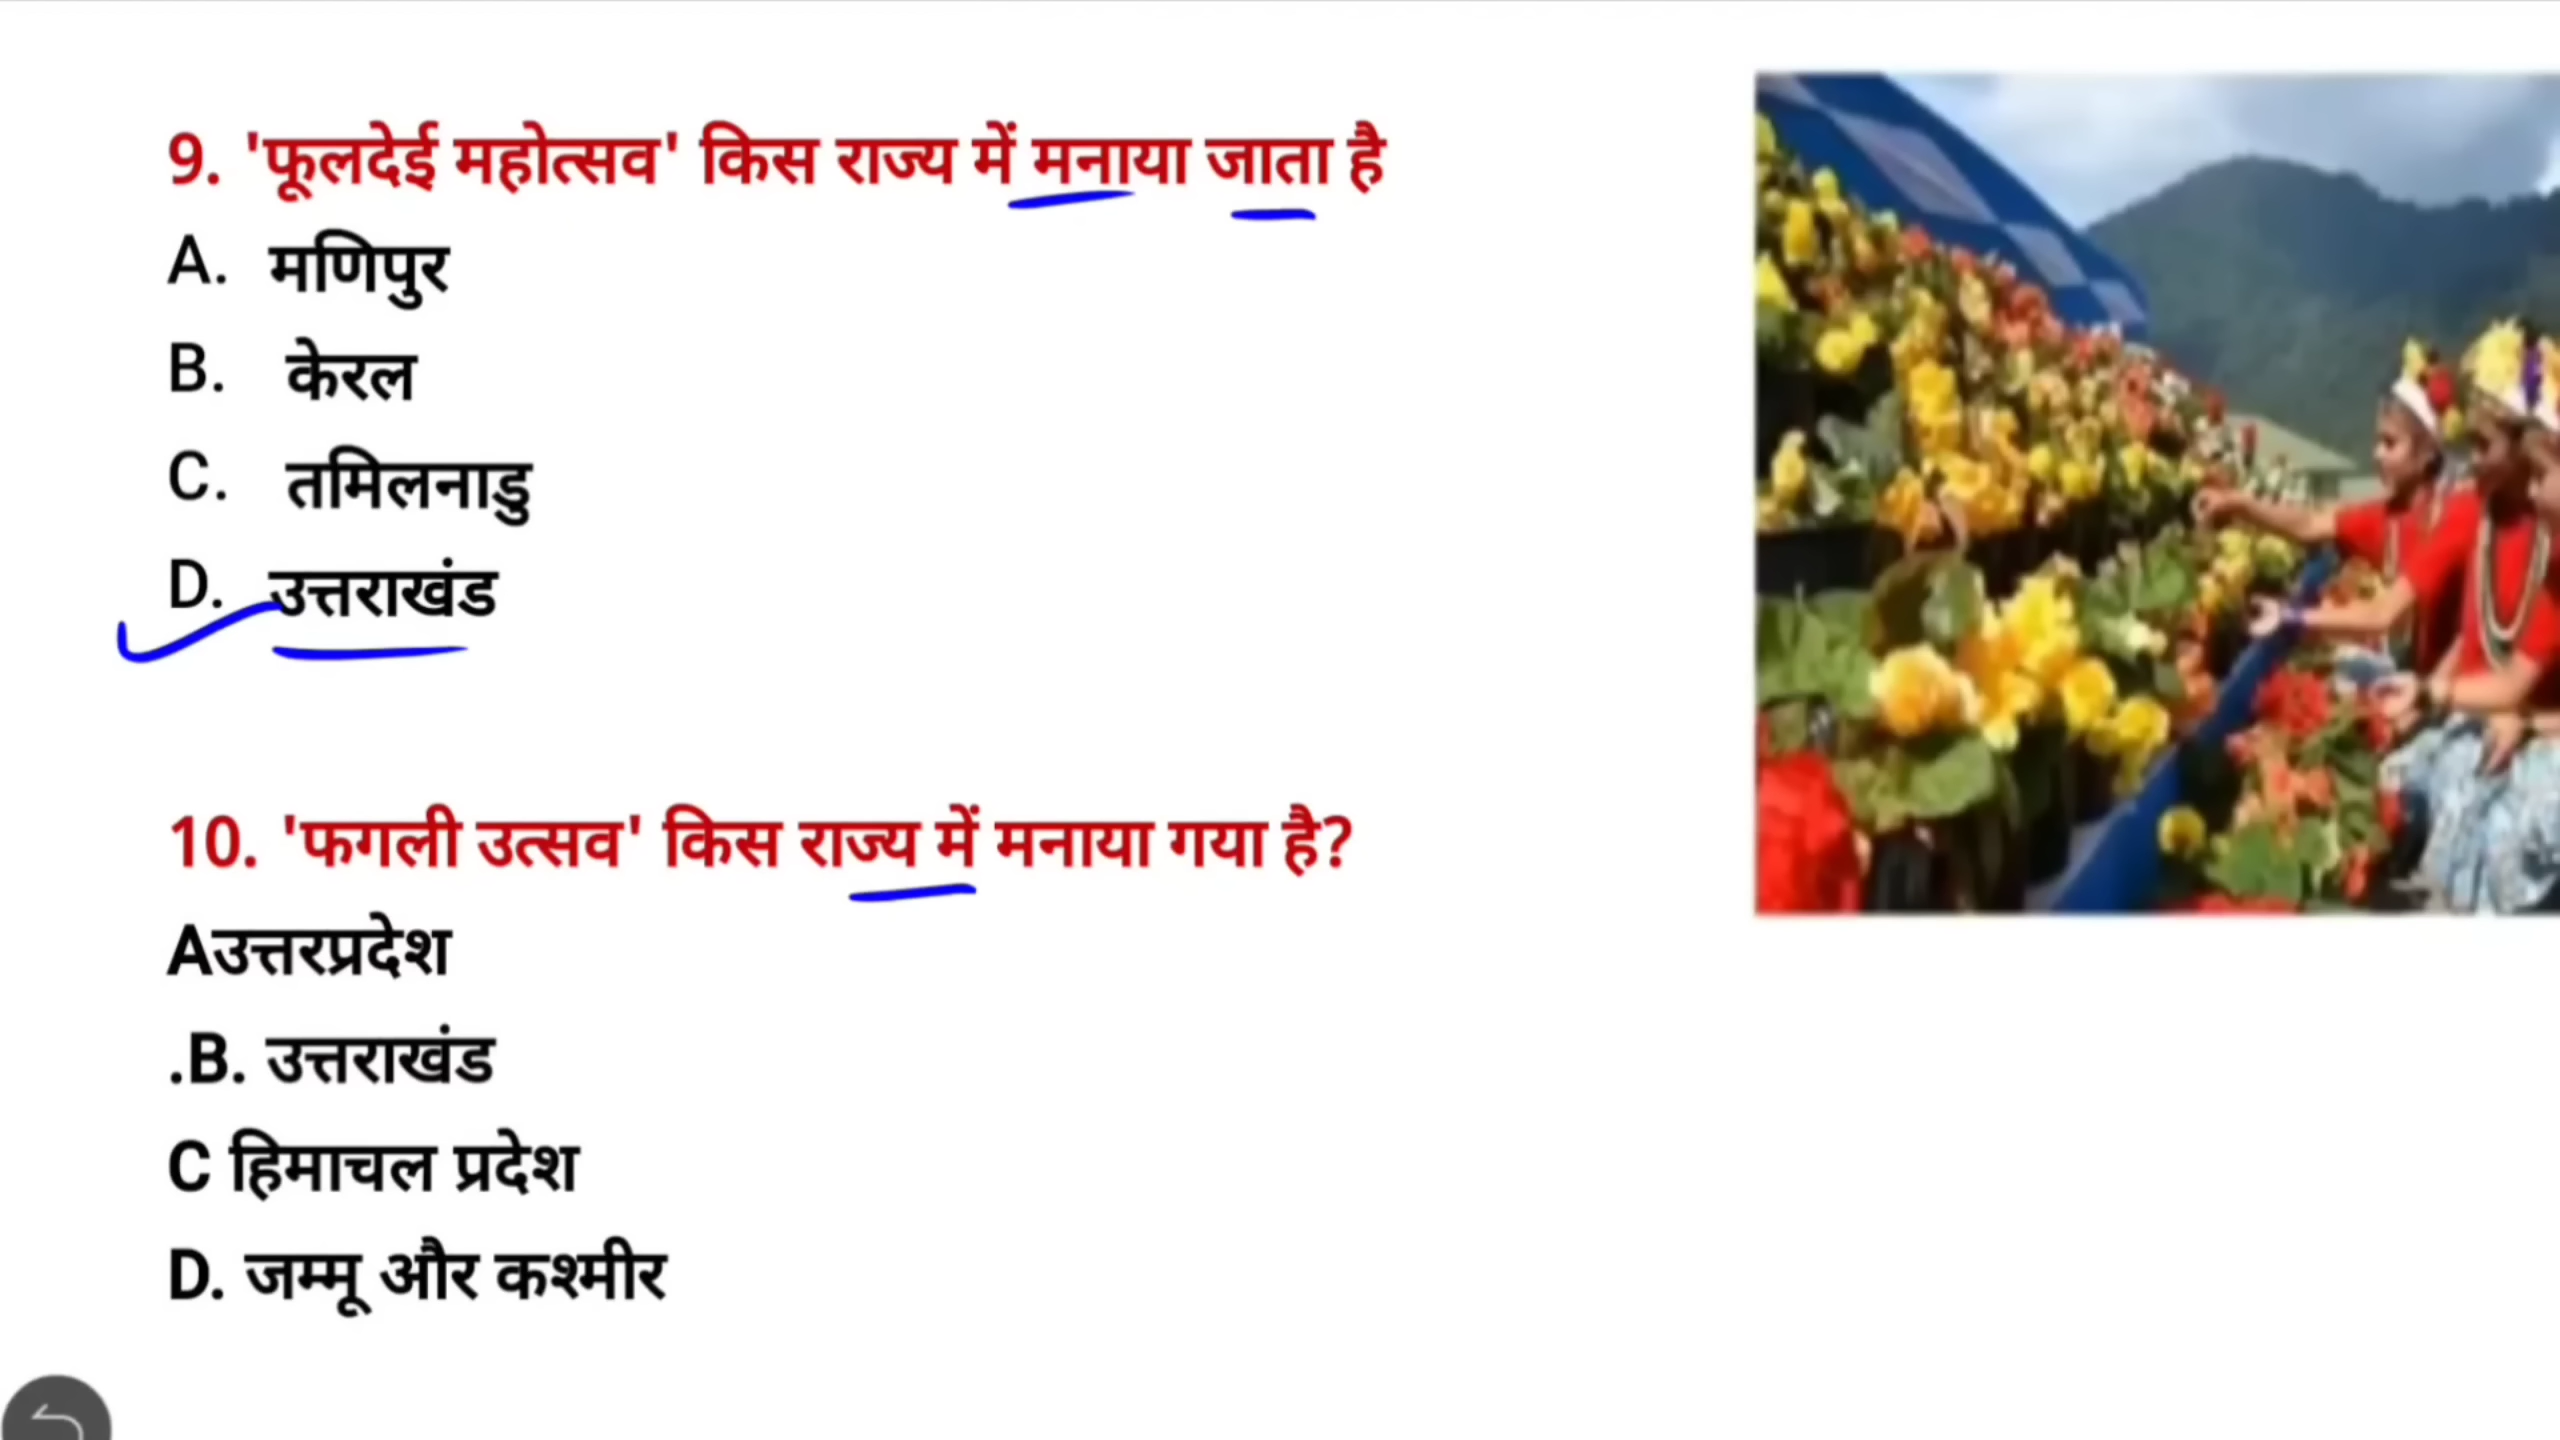 9. 'फूलदेई महोत्सव' किस राज्य में मनाया जाता है
A. मणिपुर
B. केरल
C. तमिलनाडु
D. उत्तराखंड
10. 'फगली उत्सव' किस राज्य में मनाया गया है?
Aउत्तरप्रदेश
.B. उत्तराखंड
C हिमाचल प्रदेश
D. जम्मू और कश्मीर